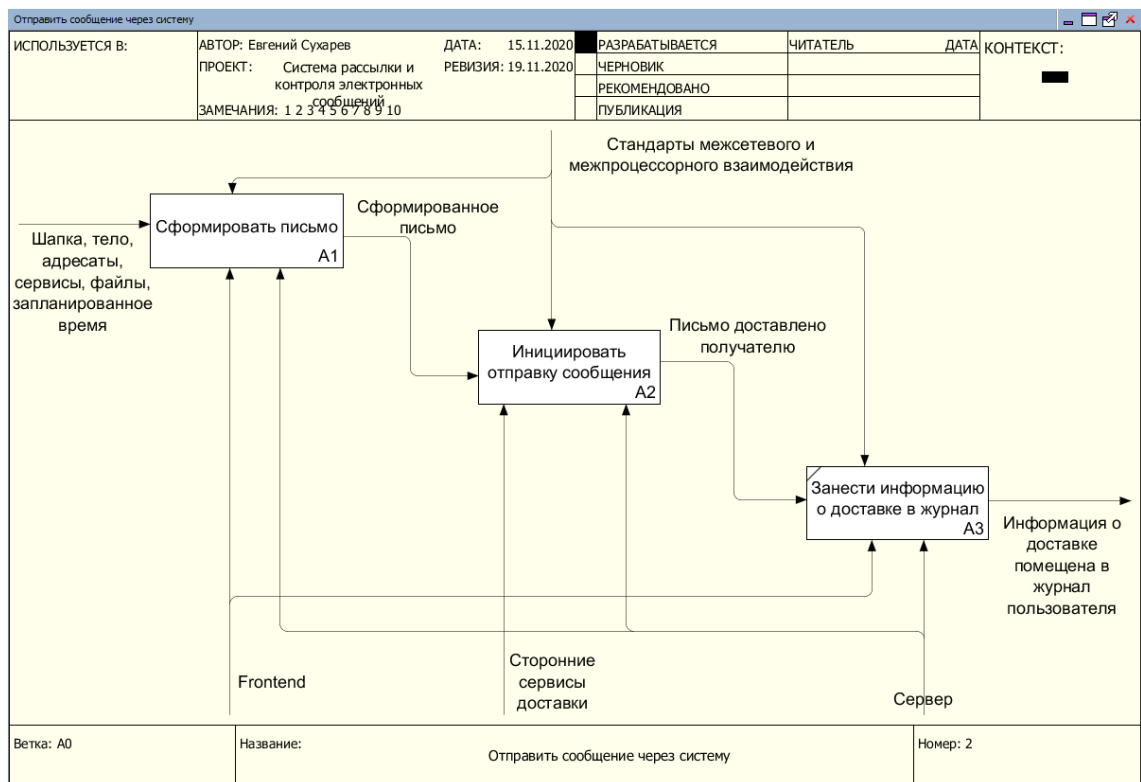 Отправить сообщение через систему
ИСПОЛЬЗУЕТСЯ В:
АВТОР: Евгений Сухарев
ДАТА: 15.11.2020
РАЗРАБАТЫВАЕТСЯ
ЧИТАТЕЛЬ
ДАТА
КОНТЕКСТ:
ПРОЕКТ: Система рассылки и
контроля электронных
сообщений
РЕВИЗИЯ: 19.11.2020
ЧЕРНОВИК
РЕКОМЕНДОВАНО
ЗАМЕЧАНИЯ: 1 2 3 4 5 6 7 8 9 10
ПУБЛИКАЦИЯ
Стандарты межсетевого и
межпроцессорного взаимодействия
Сформировать письмо
A1
Сформированное
письмо
Шапка, тело,
адресаты,
сервисы, файлы,
запланированное
время
Инициировать
отправку сообщения
A2
Письмо доставлено
получателю
Занести информацию
о доставке в журнал
A3
Информация о
доставке
помещена в
журнал
пользователя
Frontend
Сторонние
сервисы
доставки
Сервер
Ветка: A0
Название:
Отправить сообщение через систему
Номер: 2